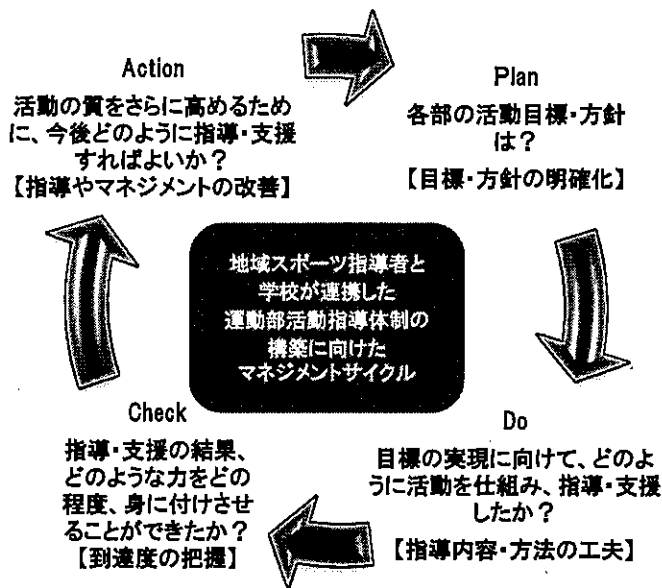 Action
活動の質をさらに高めるため
に、今後どのように指導・支援
すればよいか？
【指導やマネジメントの改善】
Plan
各部の活動目標・方針
は？
【目標・方針の明確化】
地域スポーツ指導者と
学校が連携した
運動部活動指導体制の
構築に向けた
マネジメントサイクル
Check
指導・支援の結果、
どのような力をどの
程度、身に付けさせ
ることができたか？
【到達度の把握】
Do
目標の実現に向けて、どのよ
うに活動を仕組み、指導・支援
したか？
【指導内容・方法の工夫】